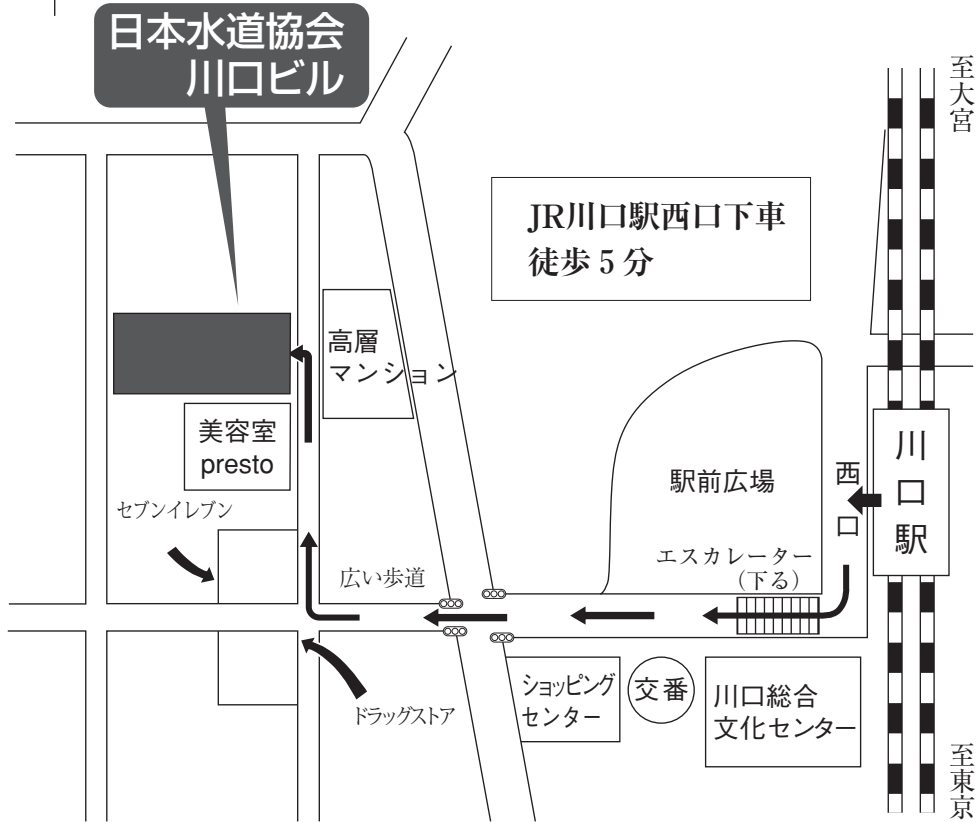 日本水道協会
川口ビル
至大宮
JR川口駅西口下車
徒歩5分
高層
マンション
美容室
presto
セブンイレブン
広い歩道
駅前広場
西口
川口駅
エスカレーター
(下る)
ドラッグストア
ショッピング
センター
交番
川口総合
文化センター
至東京